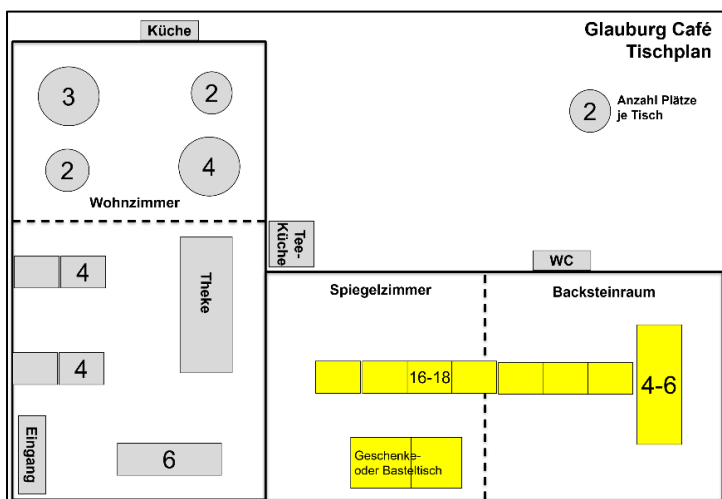 Küche
Glauburg Café
Tischplan
3
2
2
Anzahl Plätze
je Tisch
2
4
Wohnzimmer
Tee-
Küche
4
Theke
WC
Spiegelzimmer
Backsteinraum
4
16-18
4-6
Eingang
6
Geschenke-
oder Basteltisch